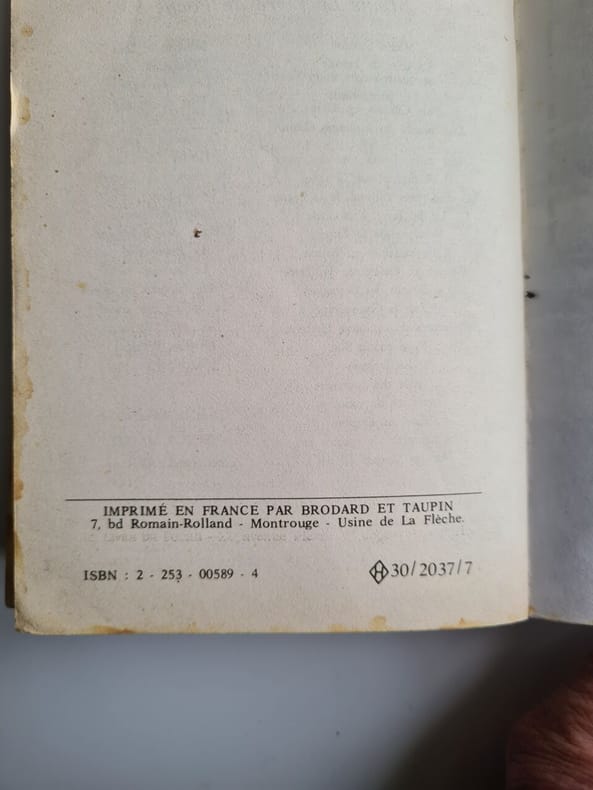 IMPRIMÉ EN FRANCE PAR BRODARD ET TAUPIN
7, bd Romain-Rolland - Montrouge - Usine de La Flèche.
ISBN : 2 - 253 - 00589 - 4
H 30/2037/7